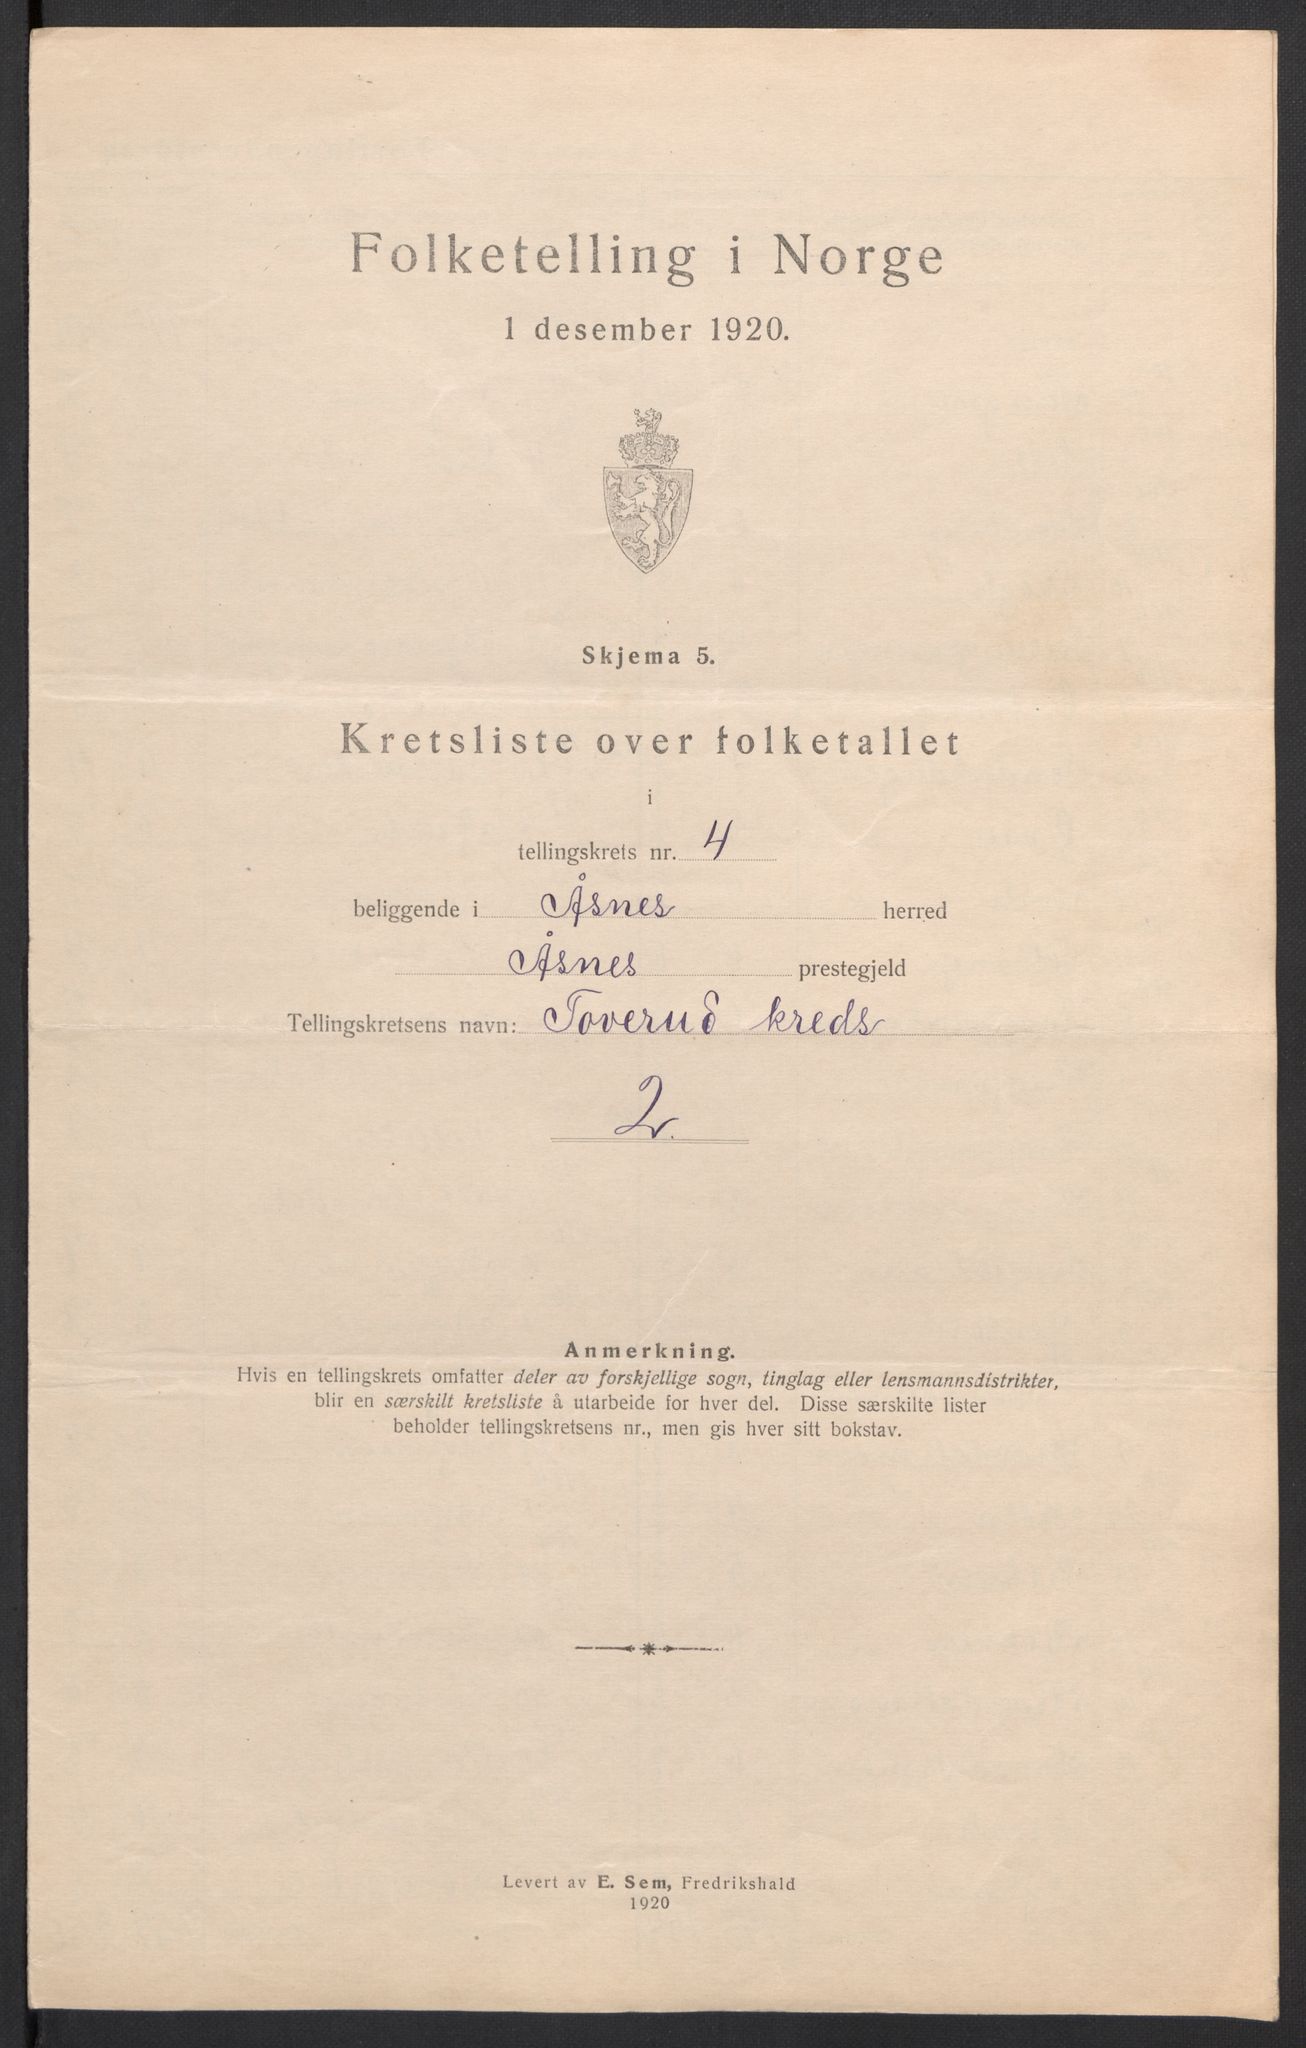 Folketelling i Norge
1 desember 1920.
Skjema 5.
Kretsliste over folketallet
i
tellingskrets nr. 4
beliggende i Åsnes herred
Åsnes prestegjeld
Tellingskretsens navn: Toverud kreds
2.
Anmerkning.
Hvis en tellingskrets omfatter deler av forskjellige sogn, tinglag eller lensmannsdistrikter,
blir en særskilt kretsliste å utarbeide for hver del. Disse særskilte lister
beholder tellingskretsens nr., men gis hver sitt bokstav.
Levert av E. Sem, Fredrikshald
1920